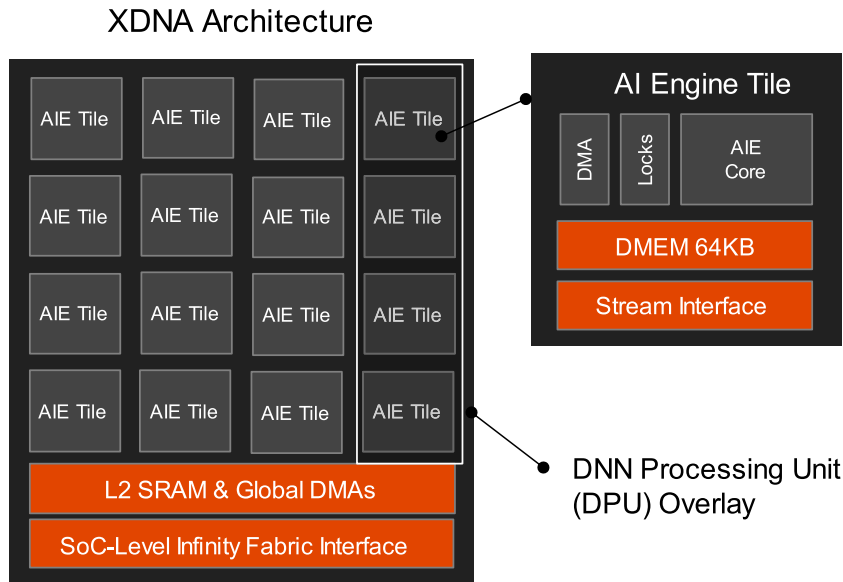 XDNA Architecture
AIE Tile AIE Tile AIE Tile AIE Tile
AIE Tile AIE Tile AIE Tile AIE Tile
AIE Tile AIE Tile AIE Tile AIE Tile
AIE Tile AIE Tile AIE Tile AIE Tile
L2 SRAM & Global DMAs
SoC-Level Infinity Fabric Interface
AI Engine Tile
DMA
Locks
AIE
Core
DMEM 64KB
Stream Interface
DNN Processing Unit
(DPU) Overlay